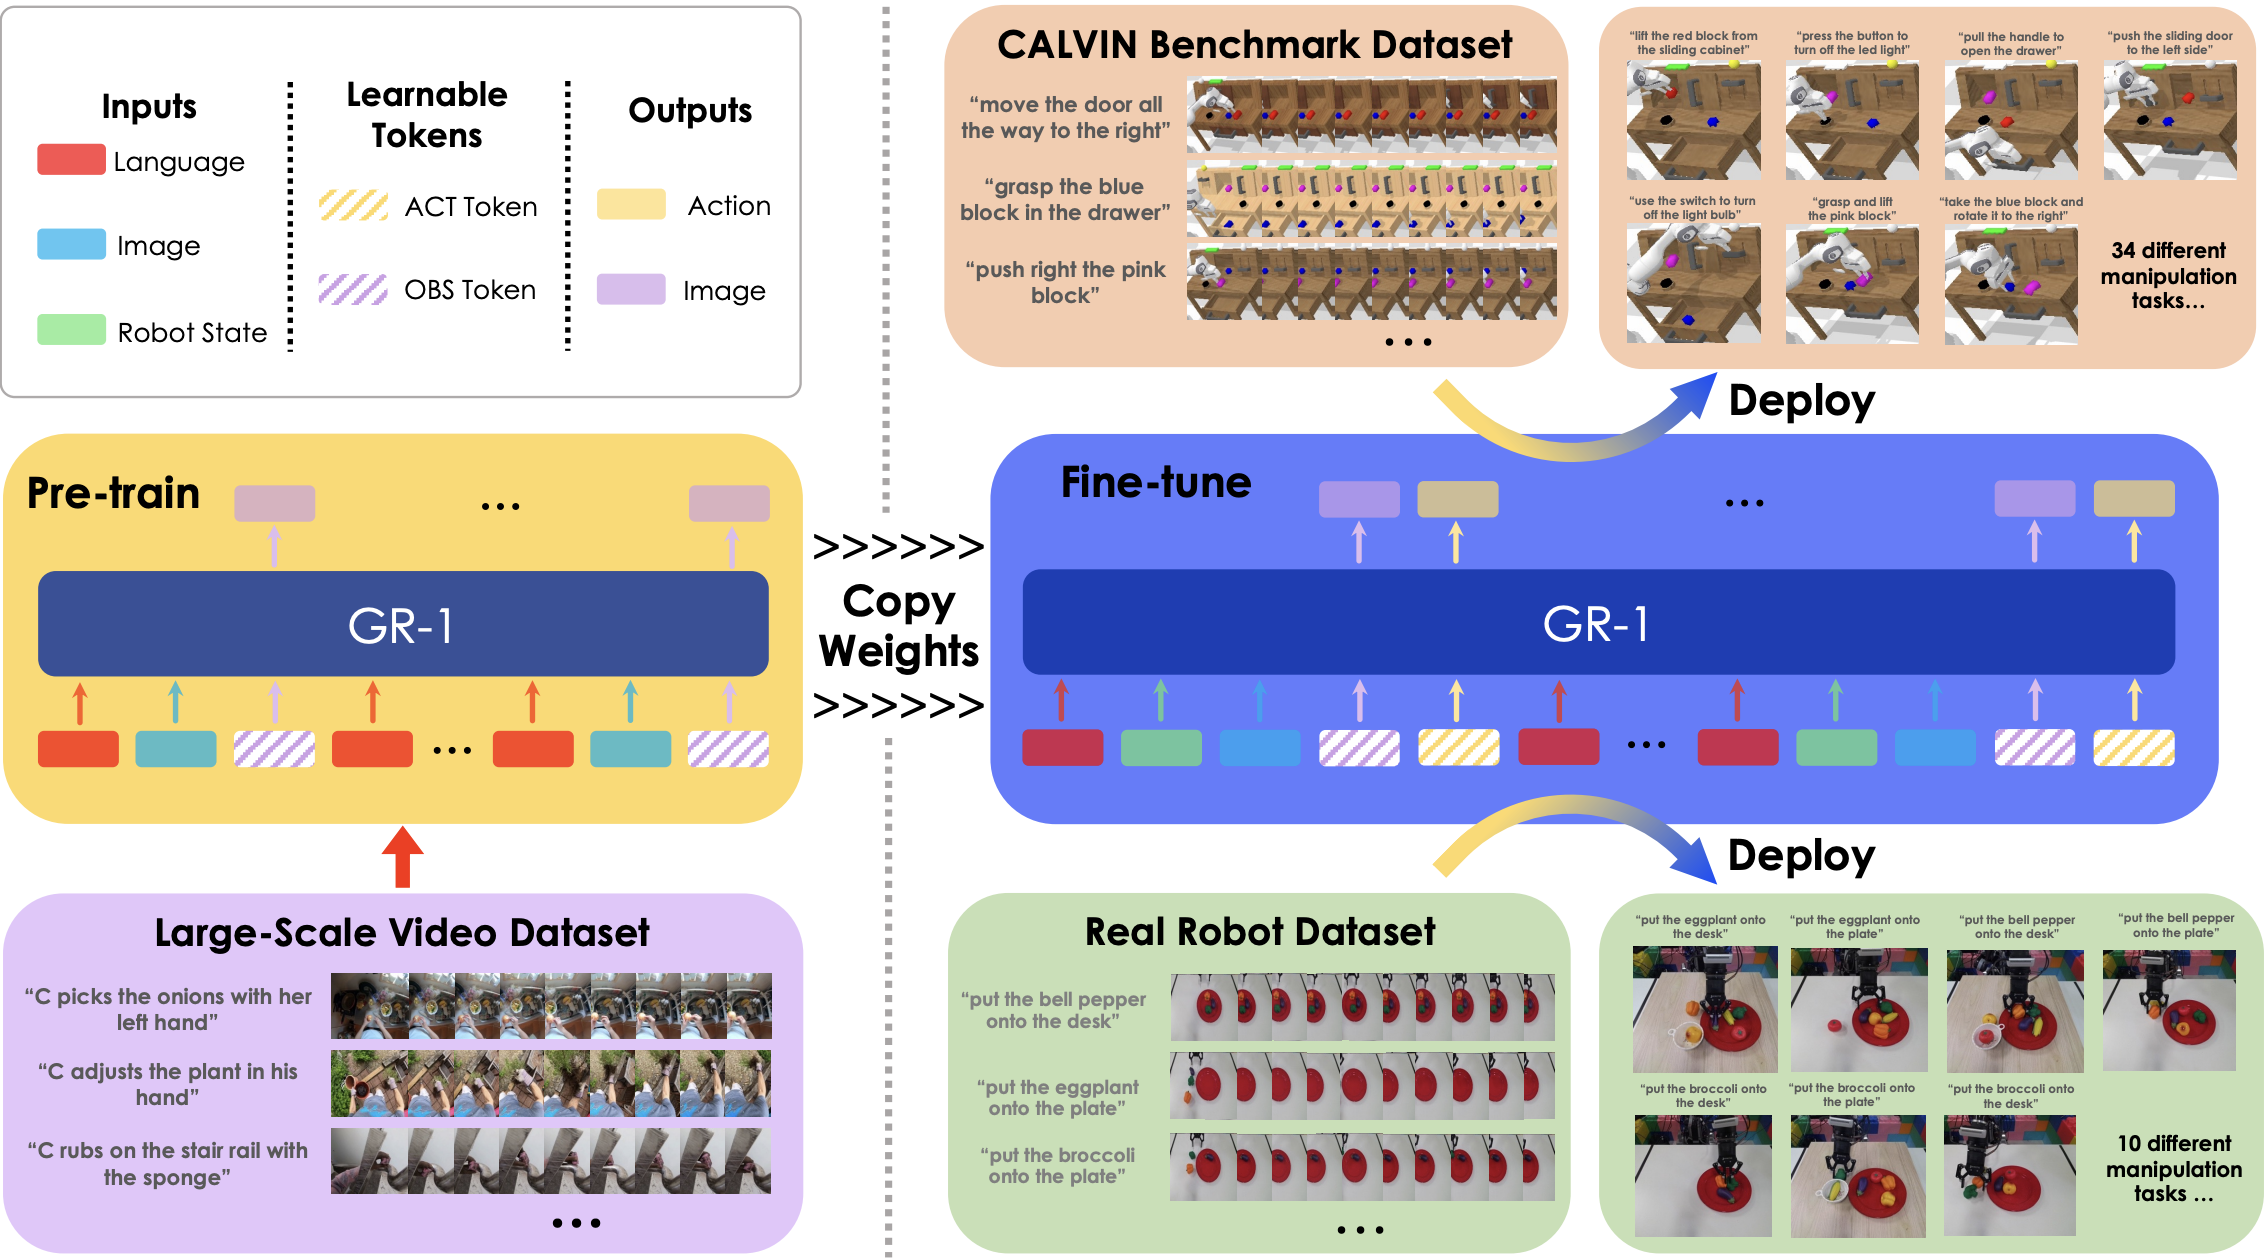 Inputs
Language
Image
Robot State
Learnable
Tokens
ACT Token
OBS Token
Outputs
Action
Image
Pre-train
...
GR-1
...
Large-Scale Video Dataset
“C picks the onions with her
left hand”
“C adjusts the plant in his
hand”
“C rubs on the stair rail with
the sponge”
...
>>>>>>
Copy
Weights
>>>>>>
CALVIN Benchmark Dataset
“move the door all
the way to the right”
“grasp the blue
block in the drawer”
“push right the pink
block”
...
“lift the red block from
the sliding cabinet”
“press the button to
turn off the led light”
“pull the handle to
open the drawer”
“push the sliding door
to the left side”
“use the switch to turn
off the light bulb”
“grasp and lift
the pink block”
“take the blue block and
rotate it to the right”
34 different
manipulation
tasks...
Deploy
Fine-tune
...
GR-1
...
Deploy
Real Robot Dataset
“put the bell pepper
onto the desk”
“put the eggplant
onto the plate”
“put the broccoli
onto the plate”
...
“put the eggplant onto
the desk”
“put the eggplant onto
the plate”
“put the bell pepper
onto the desk”
“put the bell pepper
onto the plate”
“put the broccoli onto
the desk”
“put the broccoli onto
the plate”
“put the broccoli onto
the desk”
10 different
manipulation
tasks ...